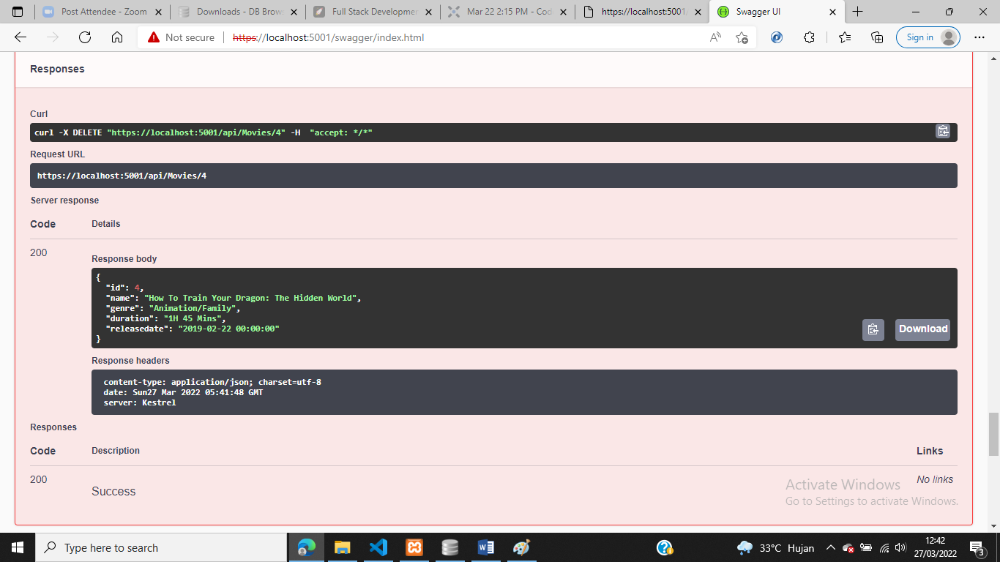 Post Attendee - Zoom
Downloads - DB Brows
Full Stack Developmen
Mar 22 2:15 PM - Cod
https://localhost:5001/
Swagger UI
Not secure
https://localhost:5001/swagger/index.html
Sign in
Responses
Curl
curl -X DELETE "https://localhost:5001/api/Movies/4" -H  "accept: */*"
Request URL
https://localhost:5001/api/Movies/4
Server response
Code Details
200
Response body
{
"id": 4,
"name": "How To Train Your Dragon: The Hidden World",
"genre": "Animation/Family",
"duration": "1H 45 Mins",
"releasedate": "2019-02-22 00:00:00"
}
Download
Response headers
content-type: application/json; charset=utf-8
date: Sun27 Mar 2022 05:41:48 GMT
server: Kestrel
Responses
Code Description Links
200 No links
Success
Activate Windows
Go to Settings to activate Windows.
Type here to search
33°C Hujan
12:42
27/03/2022
3